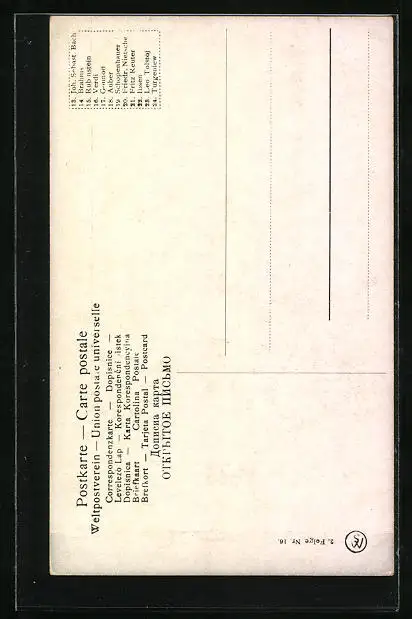 Postkarte — Carte postale
Weltpostverein — Union postale universelle
Correspondenzkarte — Dopisnice —
Levelező Lap — Korespondenční lístek
Dopisnica — Karta Korespondencyjna
Briefkaart — Cartolina Postale
Brefkort — Tarjeta Postal — Postcard
Дописна карта
ОТКРЫТОЕ ПИСЬМО
13. Joh. Sebast. Bach
14. Brahms
15. Rubinstein
16. Verdi
17. Gounod
18. Auber
19. Schopenhauer
20. Friedr. Nietsche
21. Fritz Reuter
22. Ibsen
23. Leo Tolstoj
24. Turgeniew
2. Folge Nr. 16.